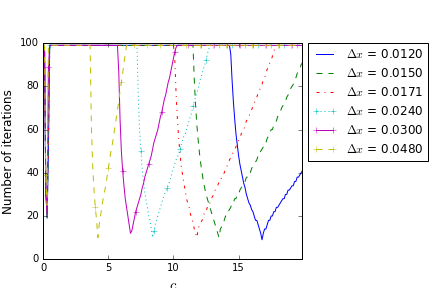 100
80
60
40
20
0
Number of iterations
0
5
10
15
c
Δx = 0.0120
Δx = 0.0150
Δx = 0.0171
Δx = 0.0240
Δx = 0.0300
Δx = 0.0480